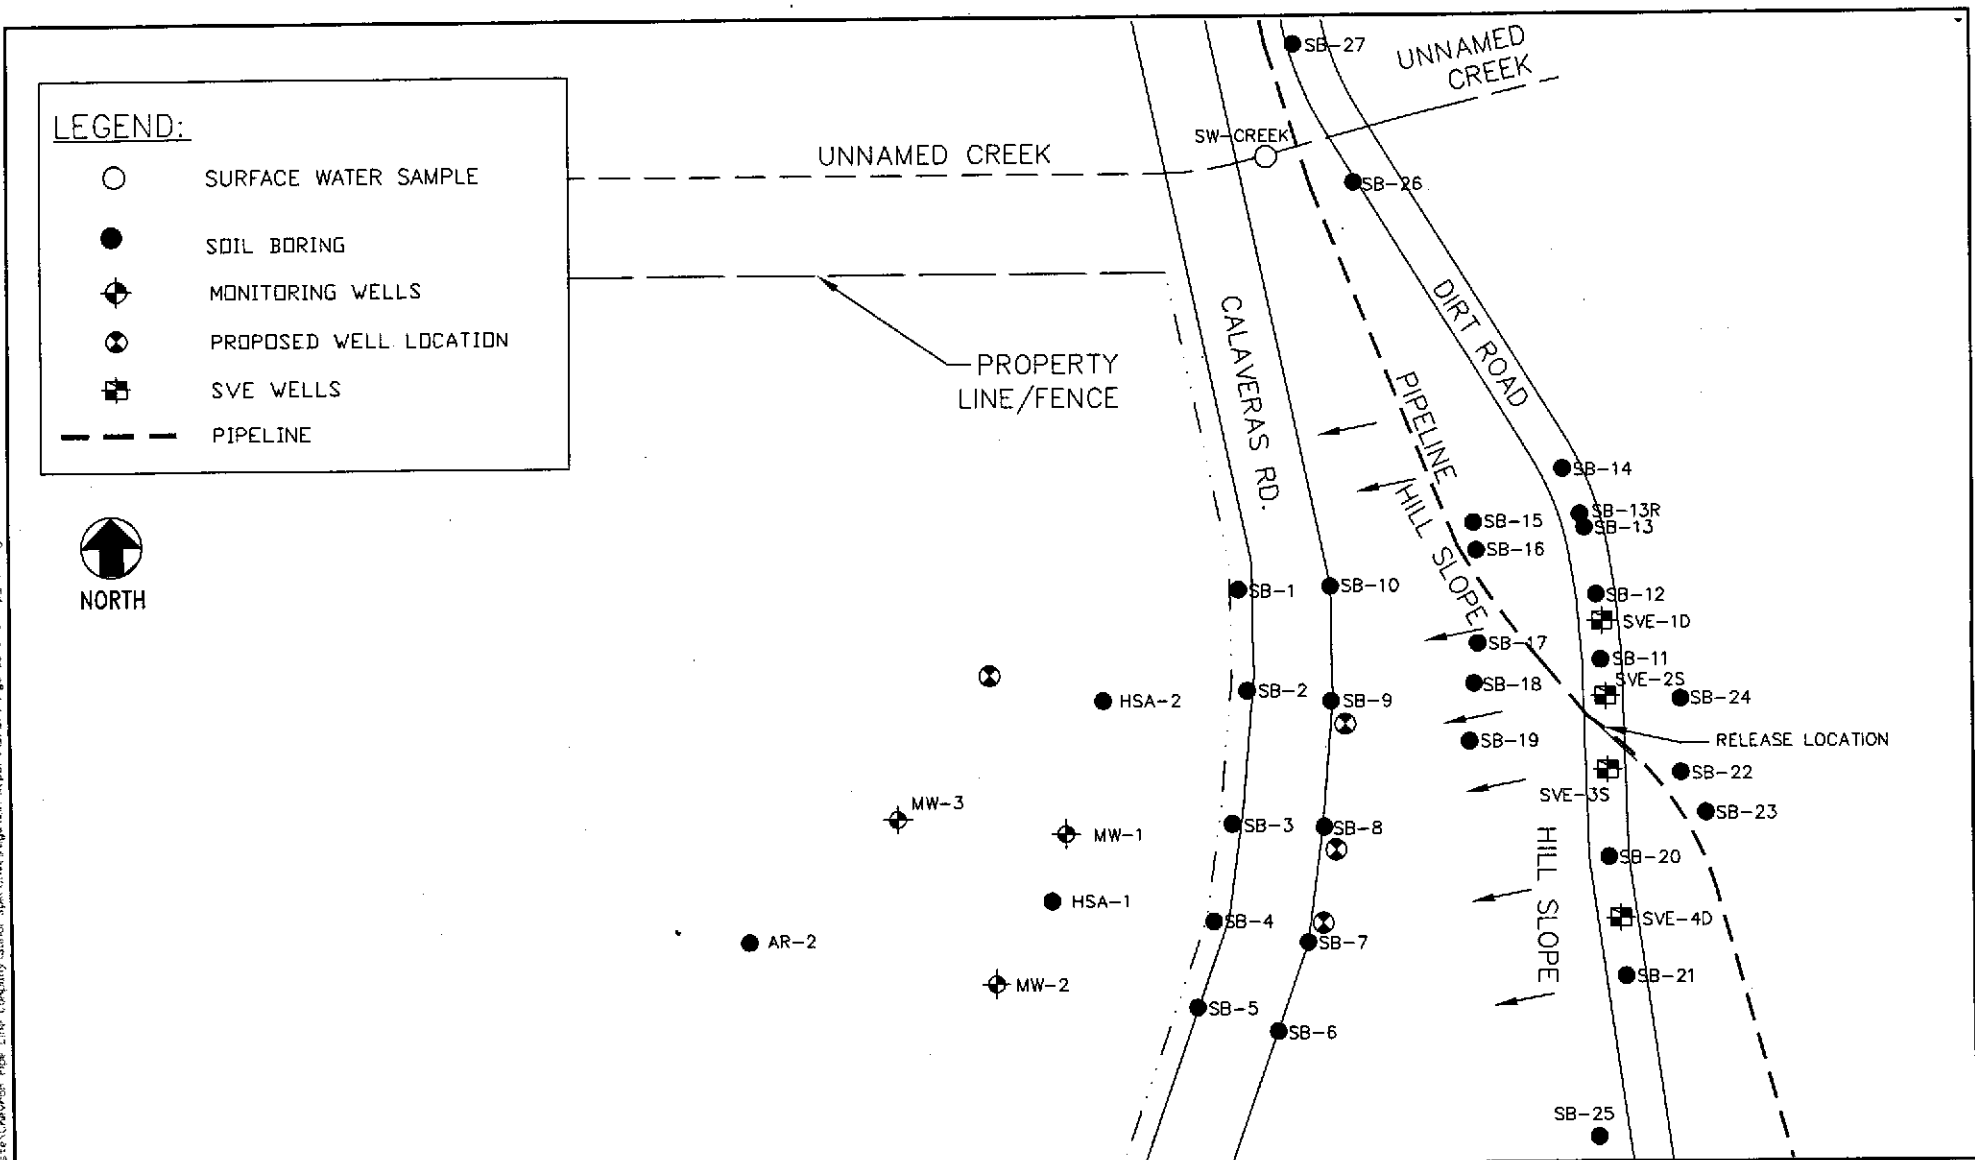 LEGEND:
SURFACE WATER SAMPLE
SOIL BORING
MONITORING WELLS
PROPOSED WELL LOCATION
SVE WELLS
PIPELINE
NORTH
UNNAMED CREEK
PROPERTY
LINE/FENCE
SW-CREEK
SB-27
UNNAMED
CREEK
SB-26
CALAVERAS RD.
DIRT ROAD
PIPELINE
HILL SLOPE
SB-14
SB-13R
SB-13
SB-15
SB-16
SB-1
SB-10
SB-12
SVE-1D
SB-17
SB-11
SVE-2S
SB-18
SB-24
HSA-2
SB-2
SB-9
SB-19
RELEASE LOCATION
SB-22
SVE-3S
MW-3
MW-1
SB-3
SB-8
SB-23
HILL SLOPE
SB-20
HSA-1
SB-4
SVE-4D
AR-2
SB-7
MW-2
SB-21
SB-5
SB-6
SB-25